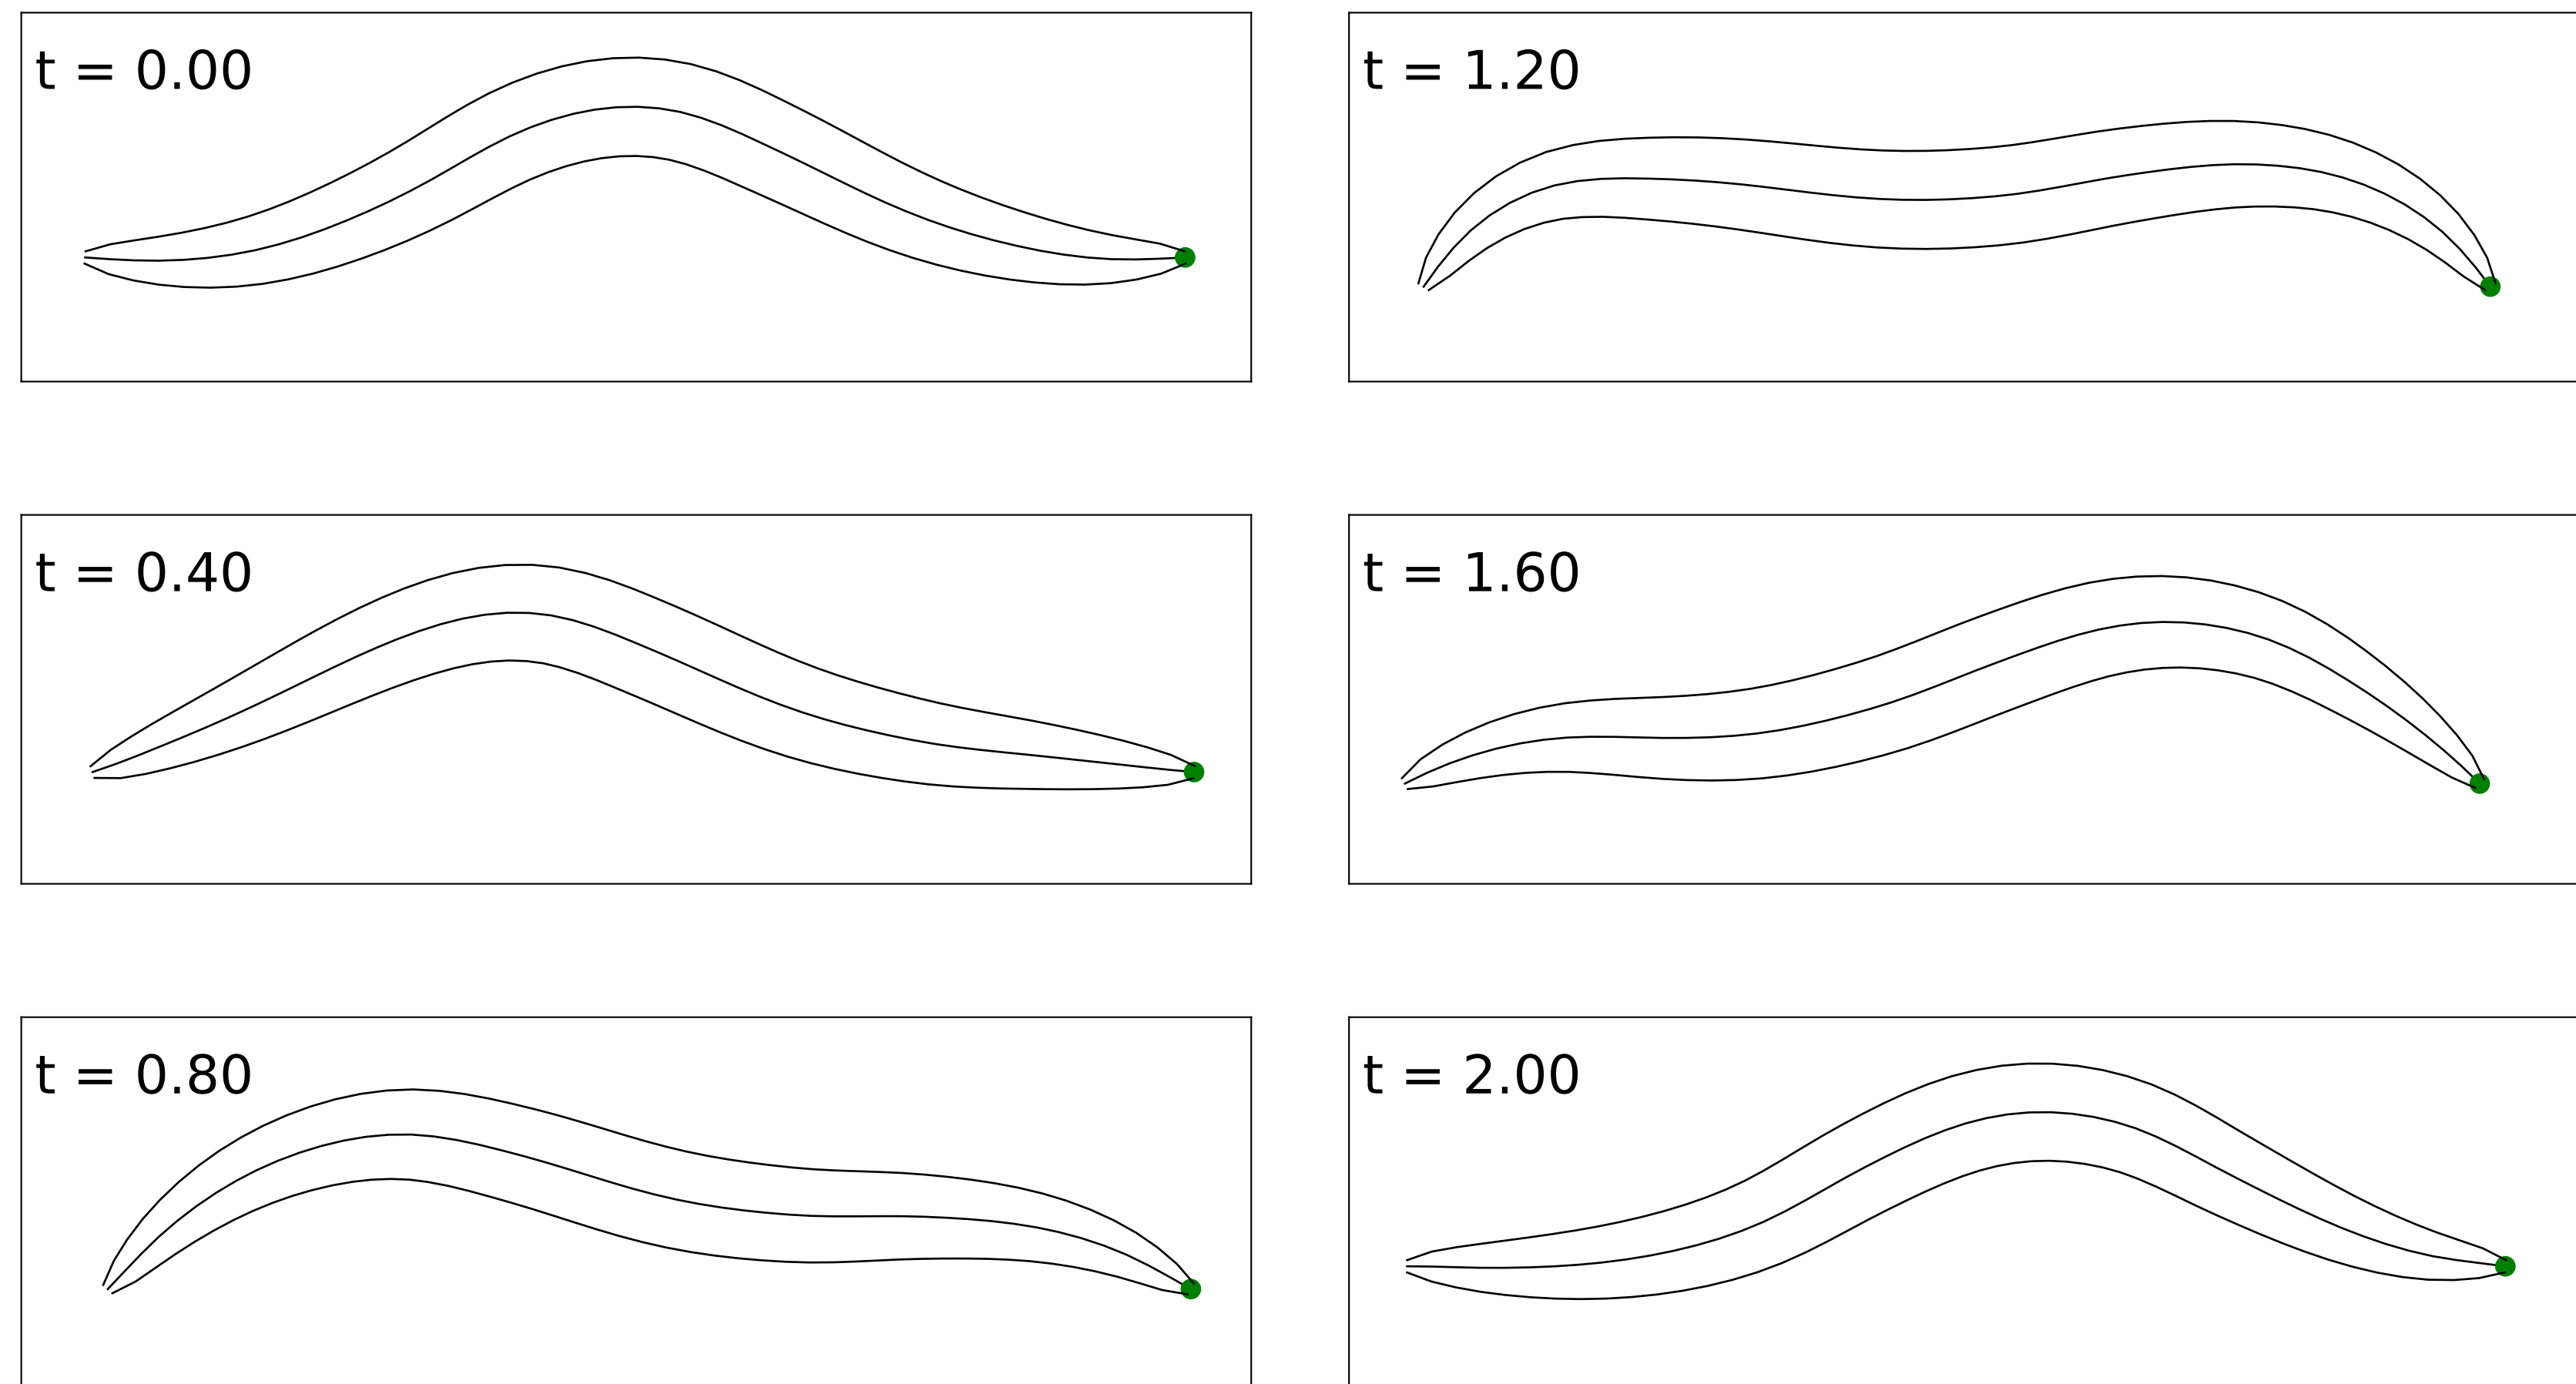 t = 0.00
t = 1.20
t = 0.40
t = 1.60
t = 0.80
t = 2.00